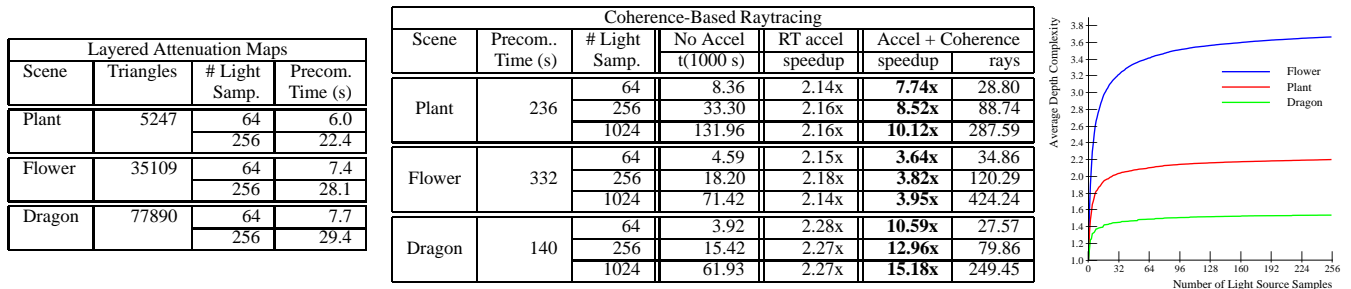 Layered Attenuation Maps
Scene Triangles # Light Precom.
Samp. Time (s)
Plant 5247 64 6.0
256 22.4
Flower 35109 64 7.4
256 28.1
Dragon 77890 64 7.7
256 29.4
Coherence-Based Raytracing
Scene Precom.. # Light No Accel RT accel Accel + Coherence
Time (s) Samp. t(1000 s) speedup speedup rays
64 8.36 2.14x 7.74x 28.80
Plant 236 256 33.30 2.16x 8.52x 88.74
1024 131.96 2.16x 10.12x 287.59
64 4.59 2.15x 3.64x 34.86
Flower 332 256 18.20 2.18x 3.82x 120.29
1024 71.42 2.14x 3.95x 424.24
64 3.92 2.28x 10.59x 27.57
Dragon 140 256 15.42 2.27x 12.96x 79.86
1024 61.93 2.27x 15.18x 249.45
Average Depth Complexity
3.8
3.6
3.4
3.2
3.0
2.8
2.6
2.4
2.2
2.0
1.8
1.6
1.4
1.2
1.0
Flower
Plant
Dragon
0 32 64 96 128 160 192 224 256
Number of Light Source Samples